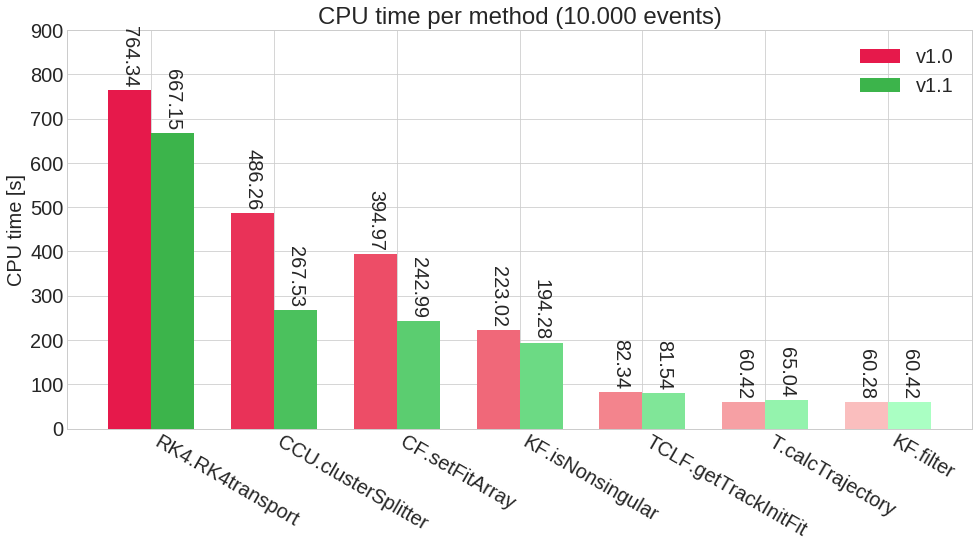 CPU time per method (10.000 events)
CPU time [s]
900
800
700
600
500
400
300
200
100
0
764.34
667.15
486.26
267.53
394.97
242.99
223.02
194.28
82.34
81.54
60.42
65.04
60.28
60.42
v1.0
v1.1
RK4.RK4transport
CCU.clusterSplitter
CF.setFitArray
KF.isNonsingular
TCLF.getTrackInitFit
T.calcTrajectory
KF.filter